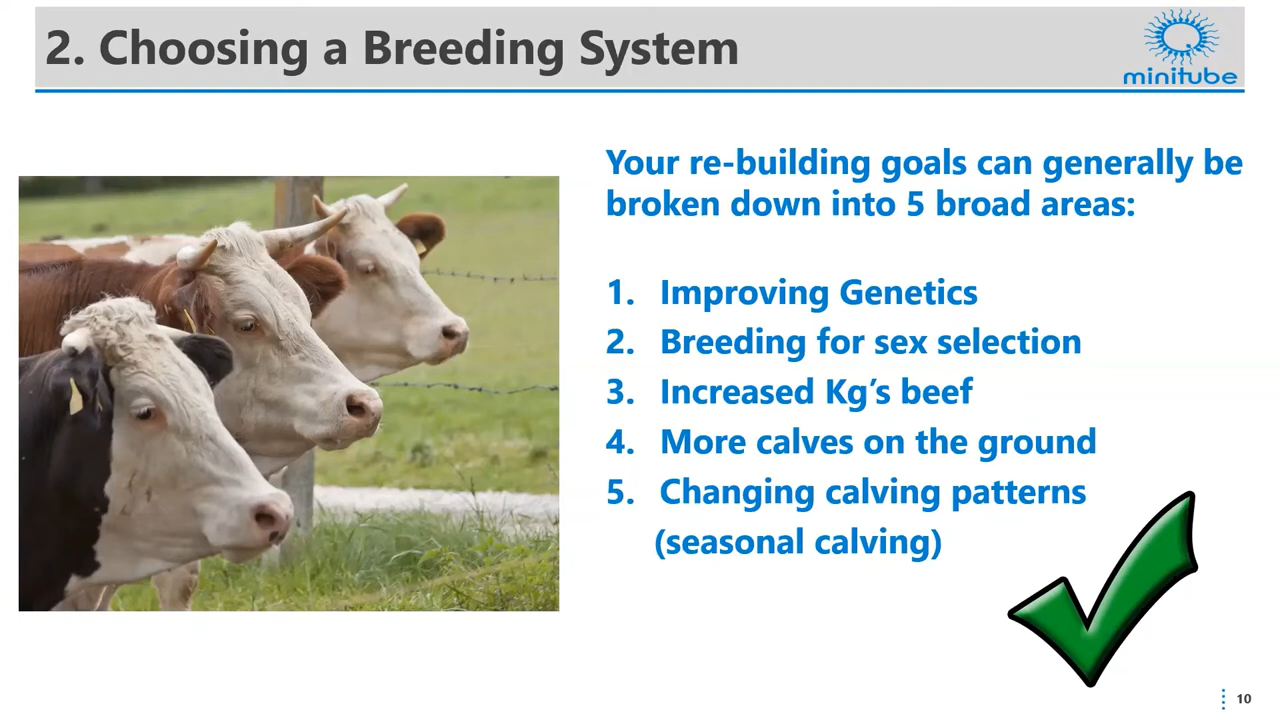 2. Choosing a Breeding System
minitube
Your re-building goals can generally be
broken down into 5 broad areas:
1. Improving Genetics
2. Breeding for sex selection
3. Increased Kg’s beef
4. More calves on the ground
5. Changing calving patterns
(seasonal calving)
10